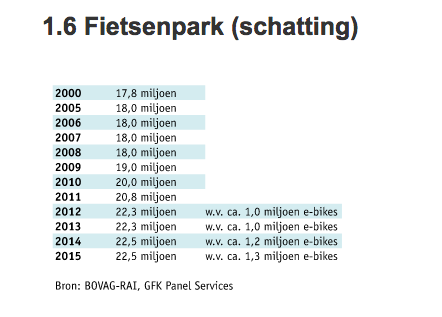 1.6 Fietsenpark (schatting)
2000 17,8 miljoen
2005 18,0 miljoen
2006 18,0 miljoen
2007 18,0 miljoen
2008 18,0 miljoen
2009 19,0 miljoen
2010 20,0 miljoen
2011 20,8 miljoen
2012 22,3 miljoen w.v. ca. 1,0 miljoen e-bikes
2013 22,3 miljoen w.v. ca. 1,0 miljoen e-bikes
2014 22,5 miljoen w.v. ca. 1,2 miljoen e-bikes
2015 22,5 miljoen w.v. ca. 1,3 miljoen e-bikes
Bron: BOVAG-RAI, GFK Panel Services